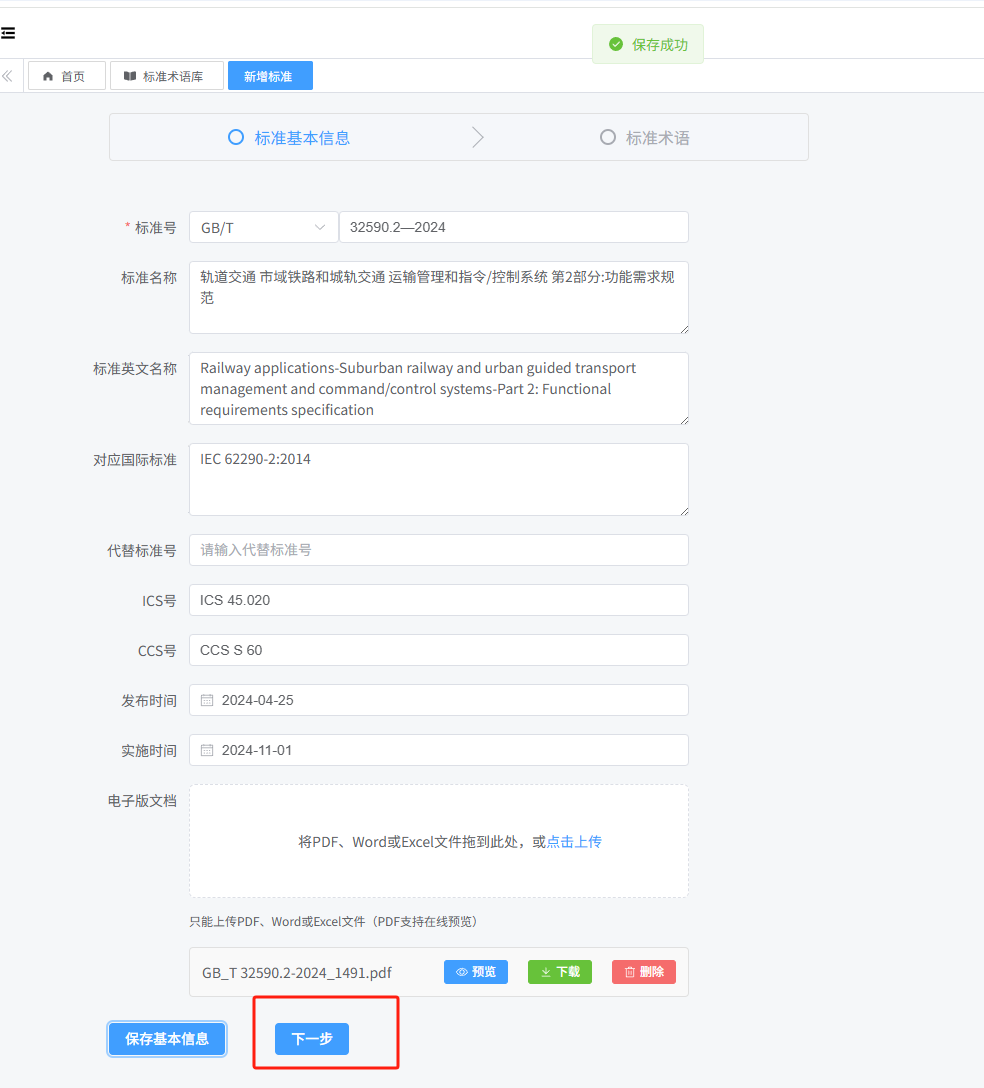 保存成功
首页
标准术语库
新增标准
标准基本信息
标准术语
* 标准号
GB/T
32590.2—2024
标准名称
轨道交通 市域铁路和城轨交通 运输管理和指令/控制系统 第2部分:功能需求规
范
标准英文名称
Railway applications-Suburban railway and urban guided transport
management and command/control systems-Part 2: Functional
requirements specification
对应国际标准
IEC 62290-2:2014
代替标准号
请输入代替标准号
ICS号
ICS 45.020
CCS号
CCS S 60
发布时间
2024-04-25
实施时间
2024-11-01
电子版文档
将PDF、Word或Excel文件拖到此处，或点击上传
只能上传PDF、Word或Excel文件（PDF支持在线预览）
GB_T 32590.2-2024_1491.pdf
预览
下载
删除
保存基本信息
下一步